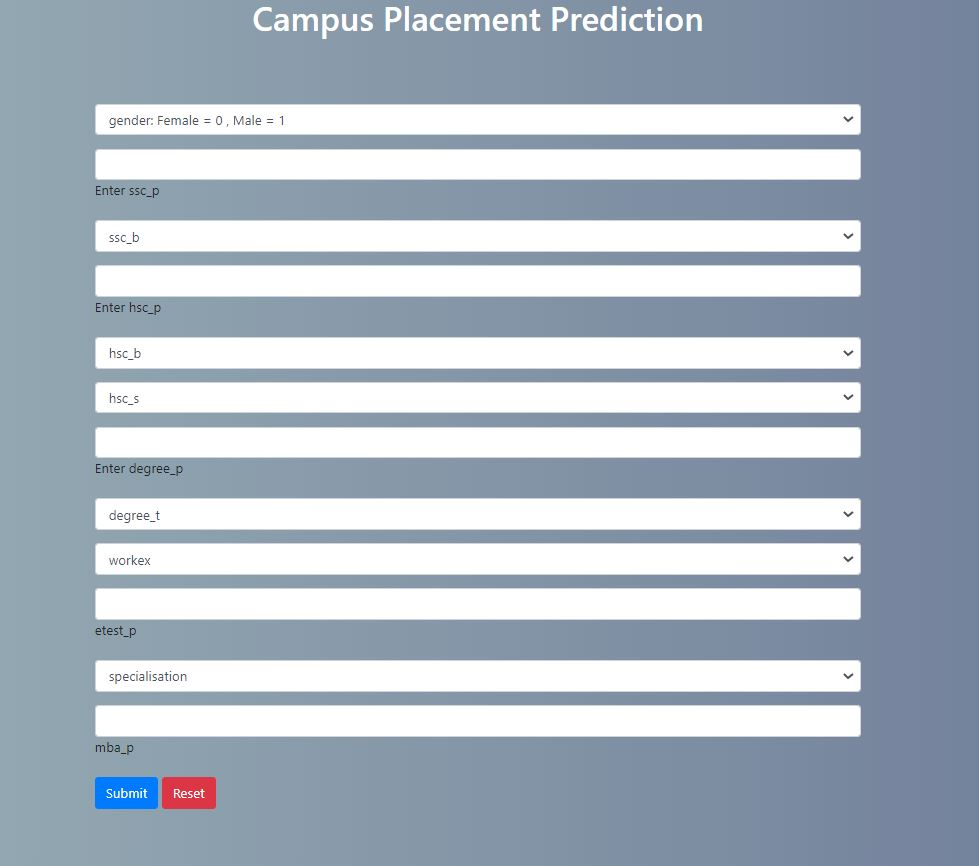 Campus Placement Prediction
gender: Female = 0 , Male = 1
Enter ssc_p
ssc_b
Enter hsc_p
hsc_b
hsc_s
Enter degree_p
degree_t
workex
etest_p
specialisation
mba_p
Submit Reset